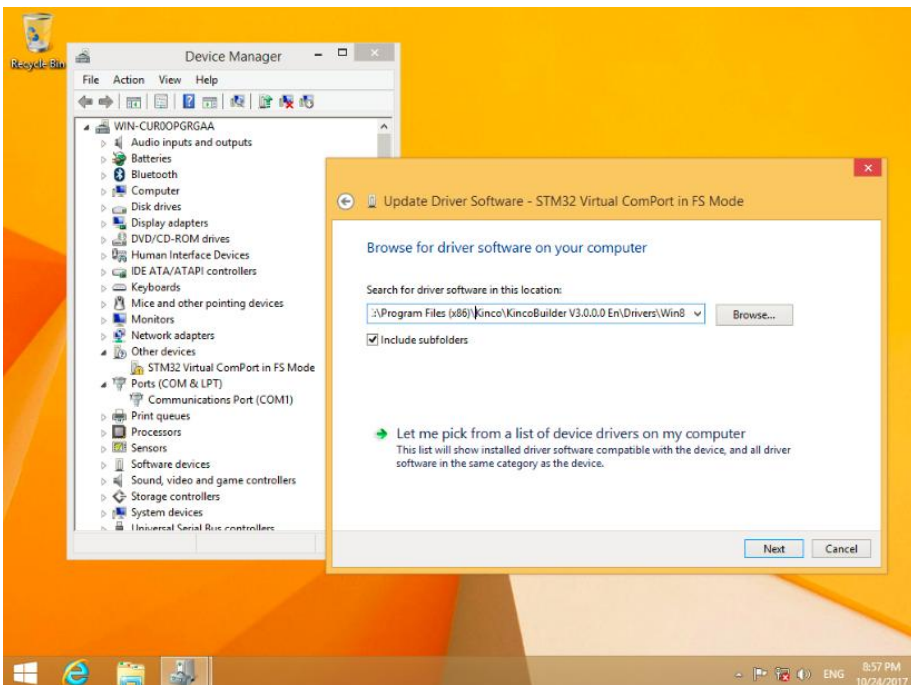 Recycle Bin
Device Manager
File Action View Help
WIN-CUR0OPGRGAA
Audio inputs and outputs
Batteries
Bluetooth
Computer
Disk drives
Display adapters
DVD/CD-ROM drives
Human Interface Devices
IDE ATA/ATAPI controllers
Keyboards
Mice and other pointing devices
Monitors
Network adapters
Other devices
STM32 Virtual ComPort in FS Mode
Ports (COM & LPT)
Communications Port (COM1)
Print queues
Processors
Sensors
Software devices
Sound, video and game controllers
Storage controllers
System devices
Universal Serial Bus controllers
Update Driver Software - STM32 Virtual ComPort in FS Mode
Browse for driver software on your computer
Search for driver software in this location:
:\Program Files (x86)\Kinco\KincoBuilder V3.0.0.0 En\Drivers\Win8
Browse...
Include subfolders
Let me pick from a list of device drivers on my computer
This list will show installed driver software compatible with the device, and all driver
software in the same category as the device.
Next Cancel
ENG
8:57 PM
10/24/2017